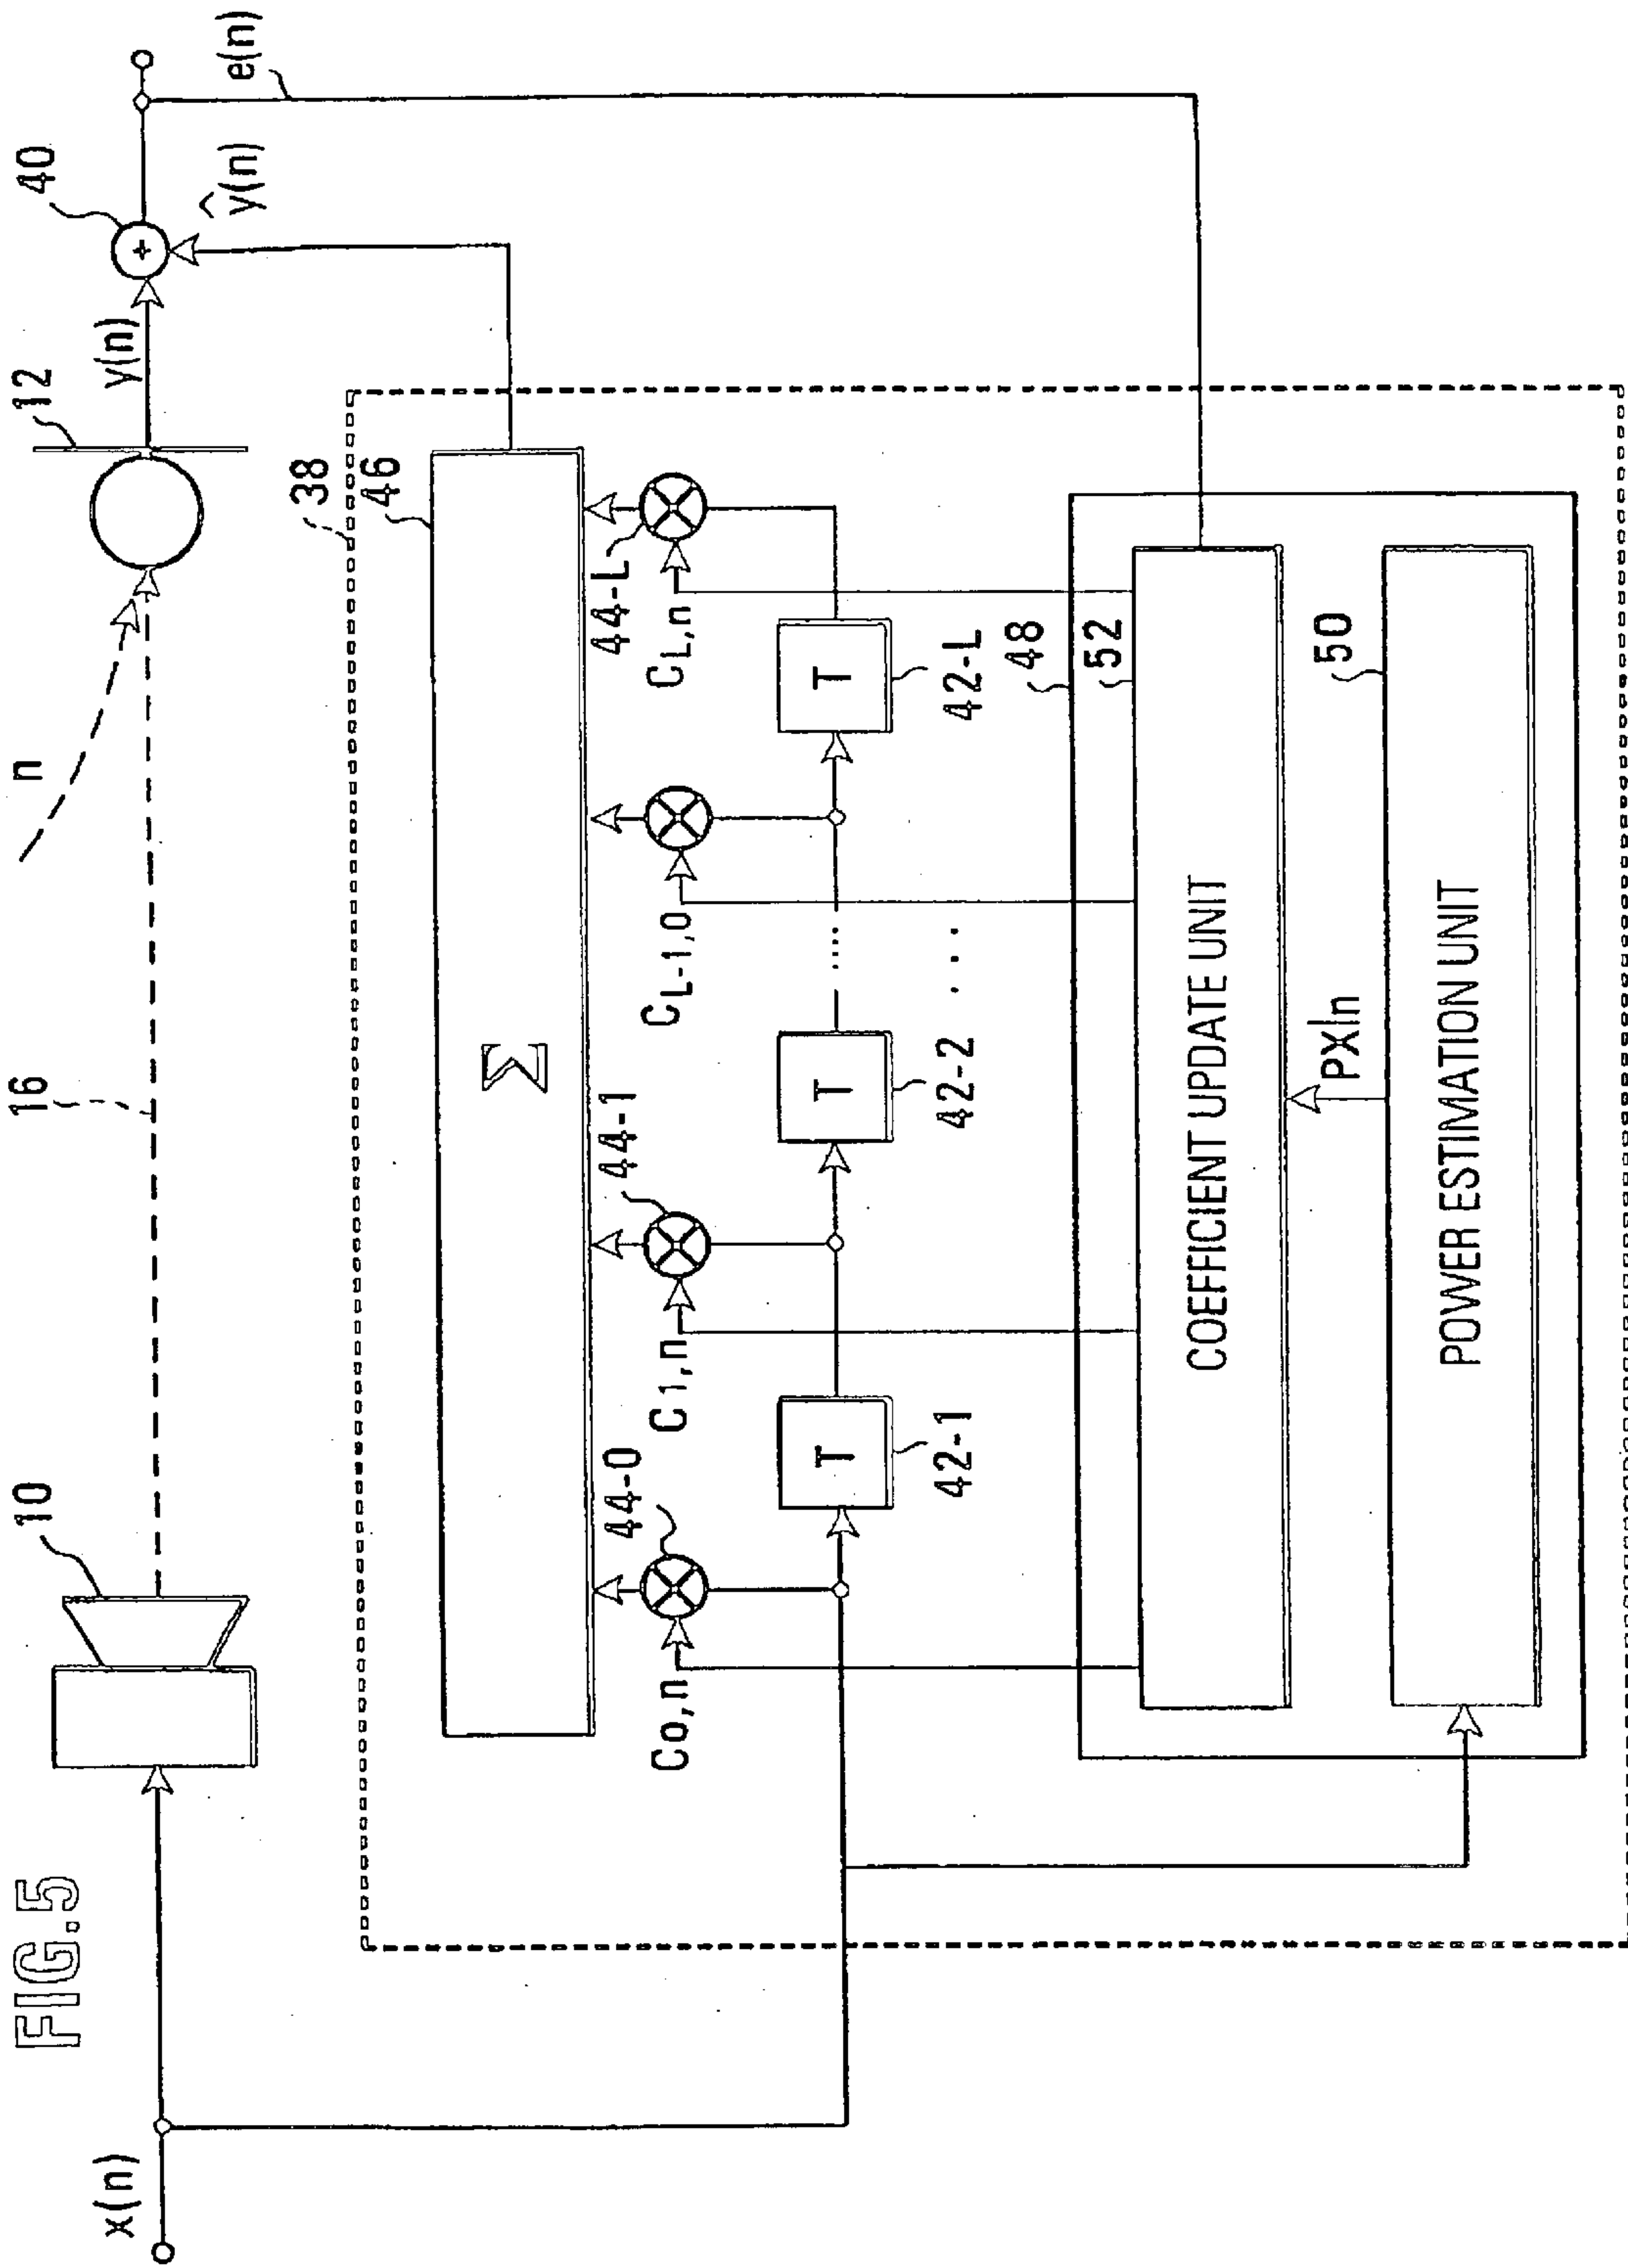 FIG.5
x(n)
10
16
n
12
y(n)
40
ŷ(n)
e(n)
38
46
Σ
44-0
44-1
44-L
C0,n
C1,n
CL-1,0
CL,n
T
T
....
T
42-1
42-2
....
42-L
48
52
COEFFICIENT UPDATE UNIT
PX|n
50
POWER ESTIMATION UNIT